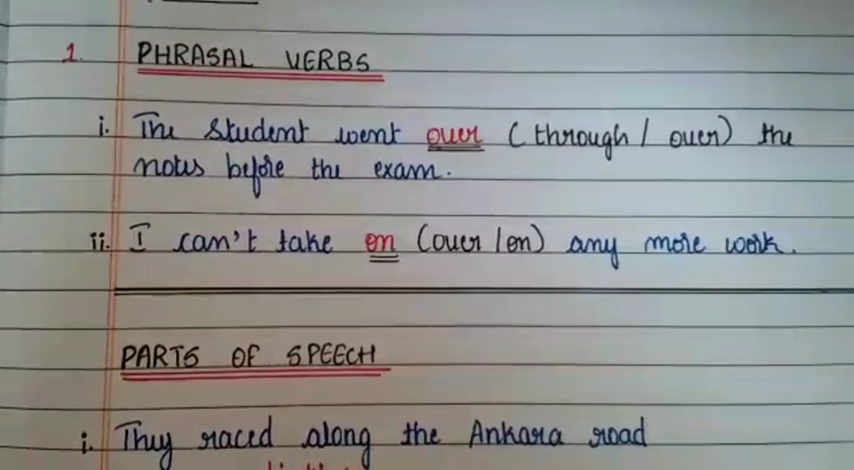 1. PHRASAL VERBS
i. The student went over (through / over) the
notes before the exam.
ii. I can't take on (over / on) any more work.
PARTS OF SPEECH
i. They raced along the Ankara road